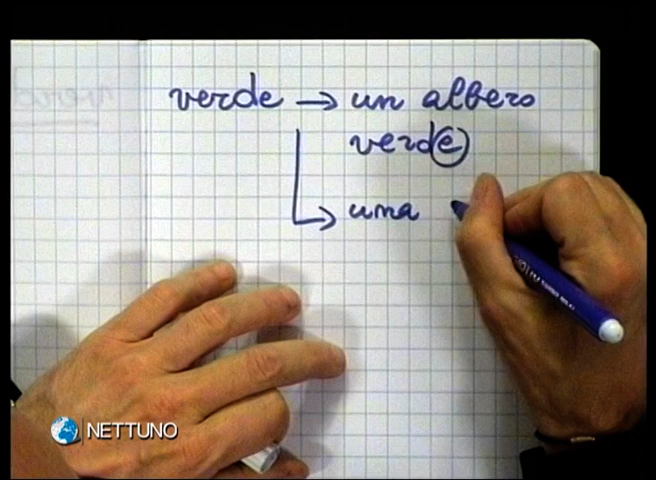 verde → un albero
verde
↳ una
NETTUNO